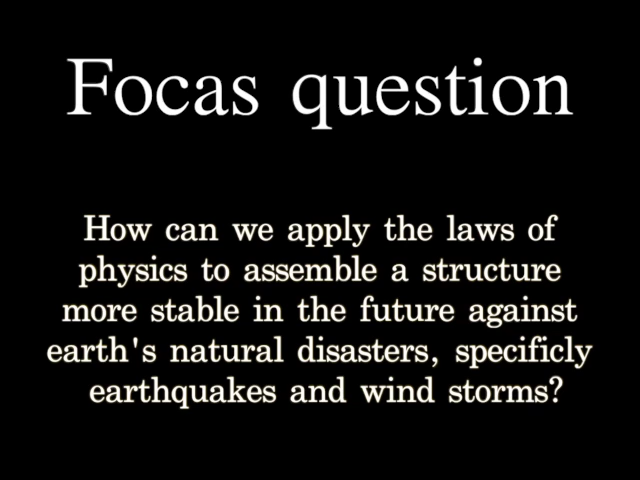 Focas question
How can we apply the laws of
physics to assemble a structure
more stable in the future against
earth's natural disasters, specificly
earthquakes and wind storms?